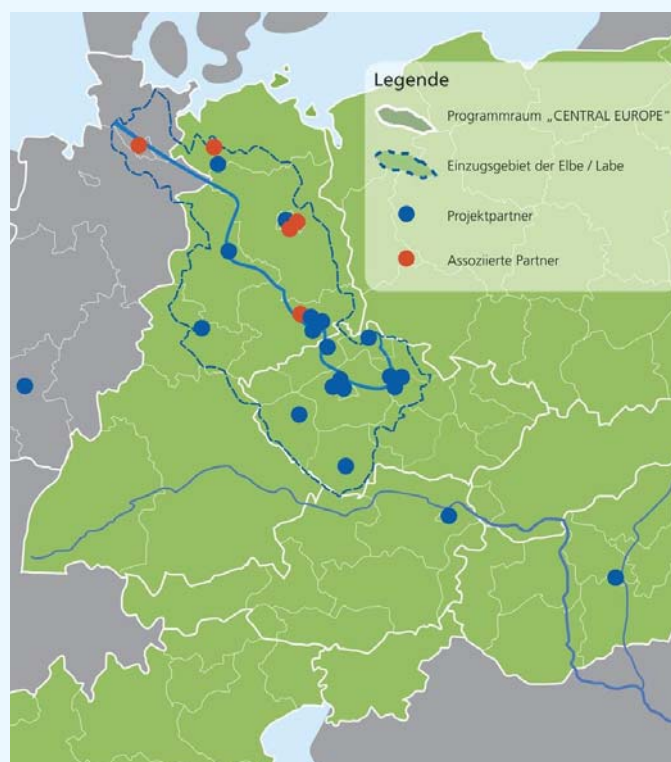 Legende
Programmraum „CENTRAL EUROPE"
Einzugsgebiet der Elbe / Labe
Projektpartner
Assoziierte Partner